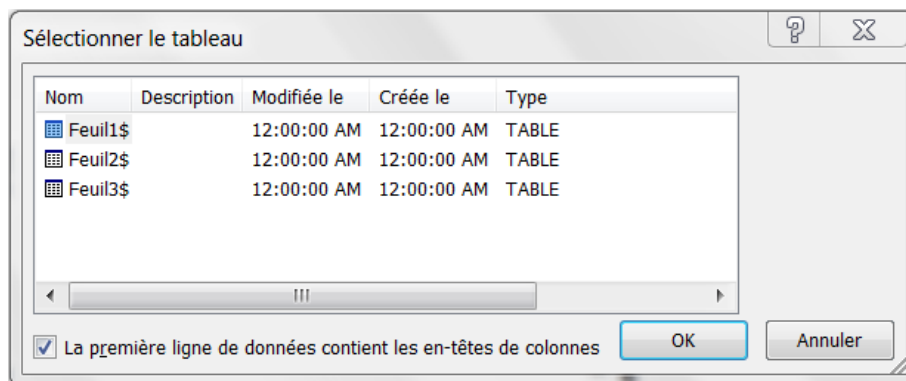 Sélectionner le tableau
Nom Description Modifiée le Créée le Type
Feuil1$ 12:00:00 AM 12:00:00 AM TABLE
Feuil2$ 12:00:00 AM 12:00:00 AM TABLE
Feuil3$ 12:00:00 AM 12:00:00 AM TABLE
La première ligne de données contient les en-têtes de colonnes
OK Annuler